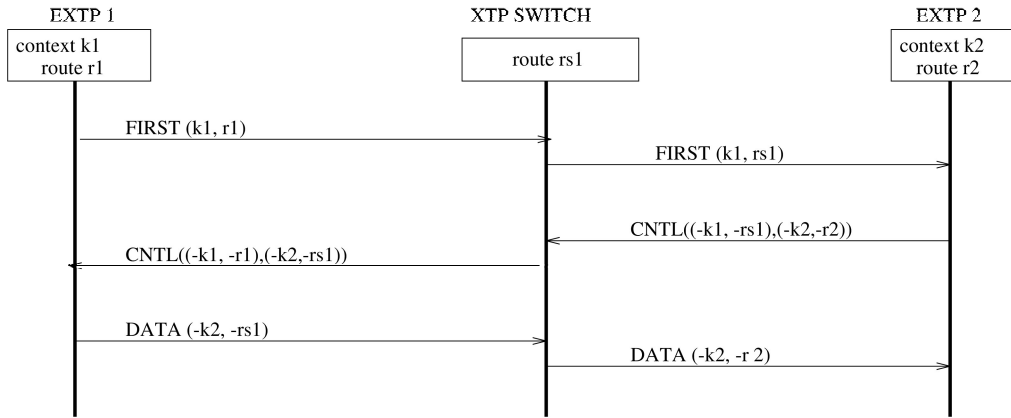 EXTP 1
XTP SWITCH
EXTP 2
context k1
route r1
route rs1
context k2
route r2
FIRST (k1, r1)
FIRST (k1, rs1)
CNTL((-k1, -rs1),(-k2,-r2))
CNTL((-k1, -r1),(-k2,-rs1))
DATA (-k2, -rs1)
DATA (-k2, -r 2)